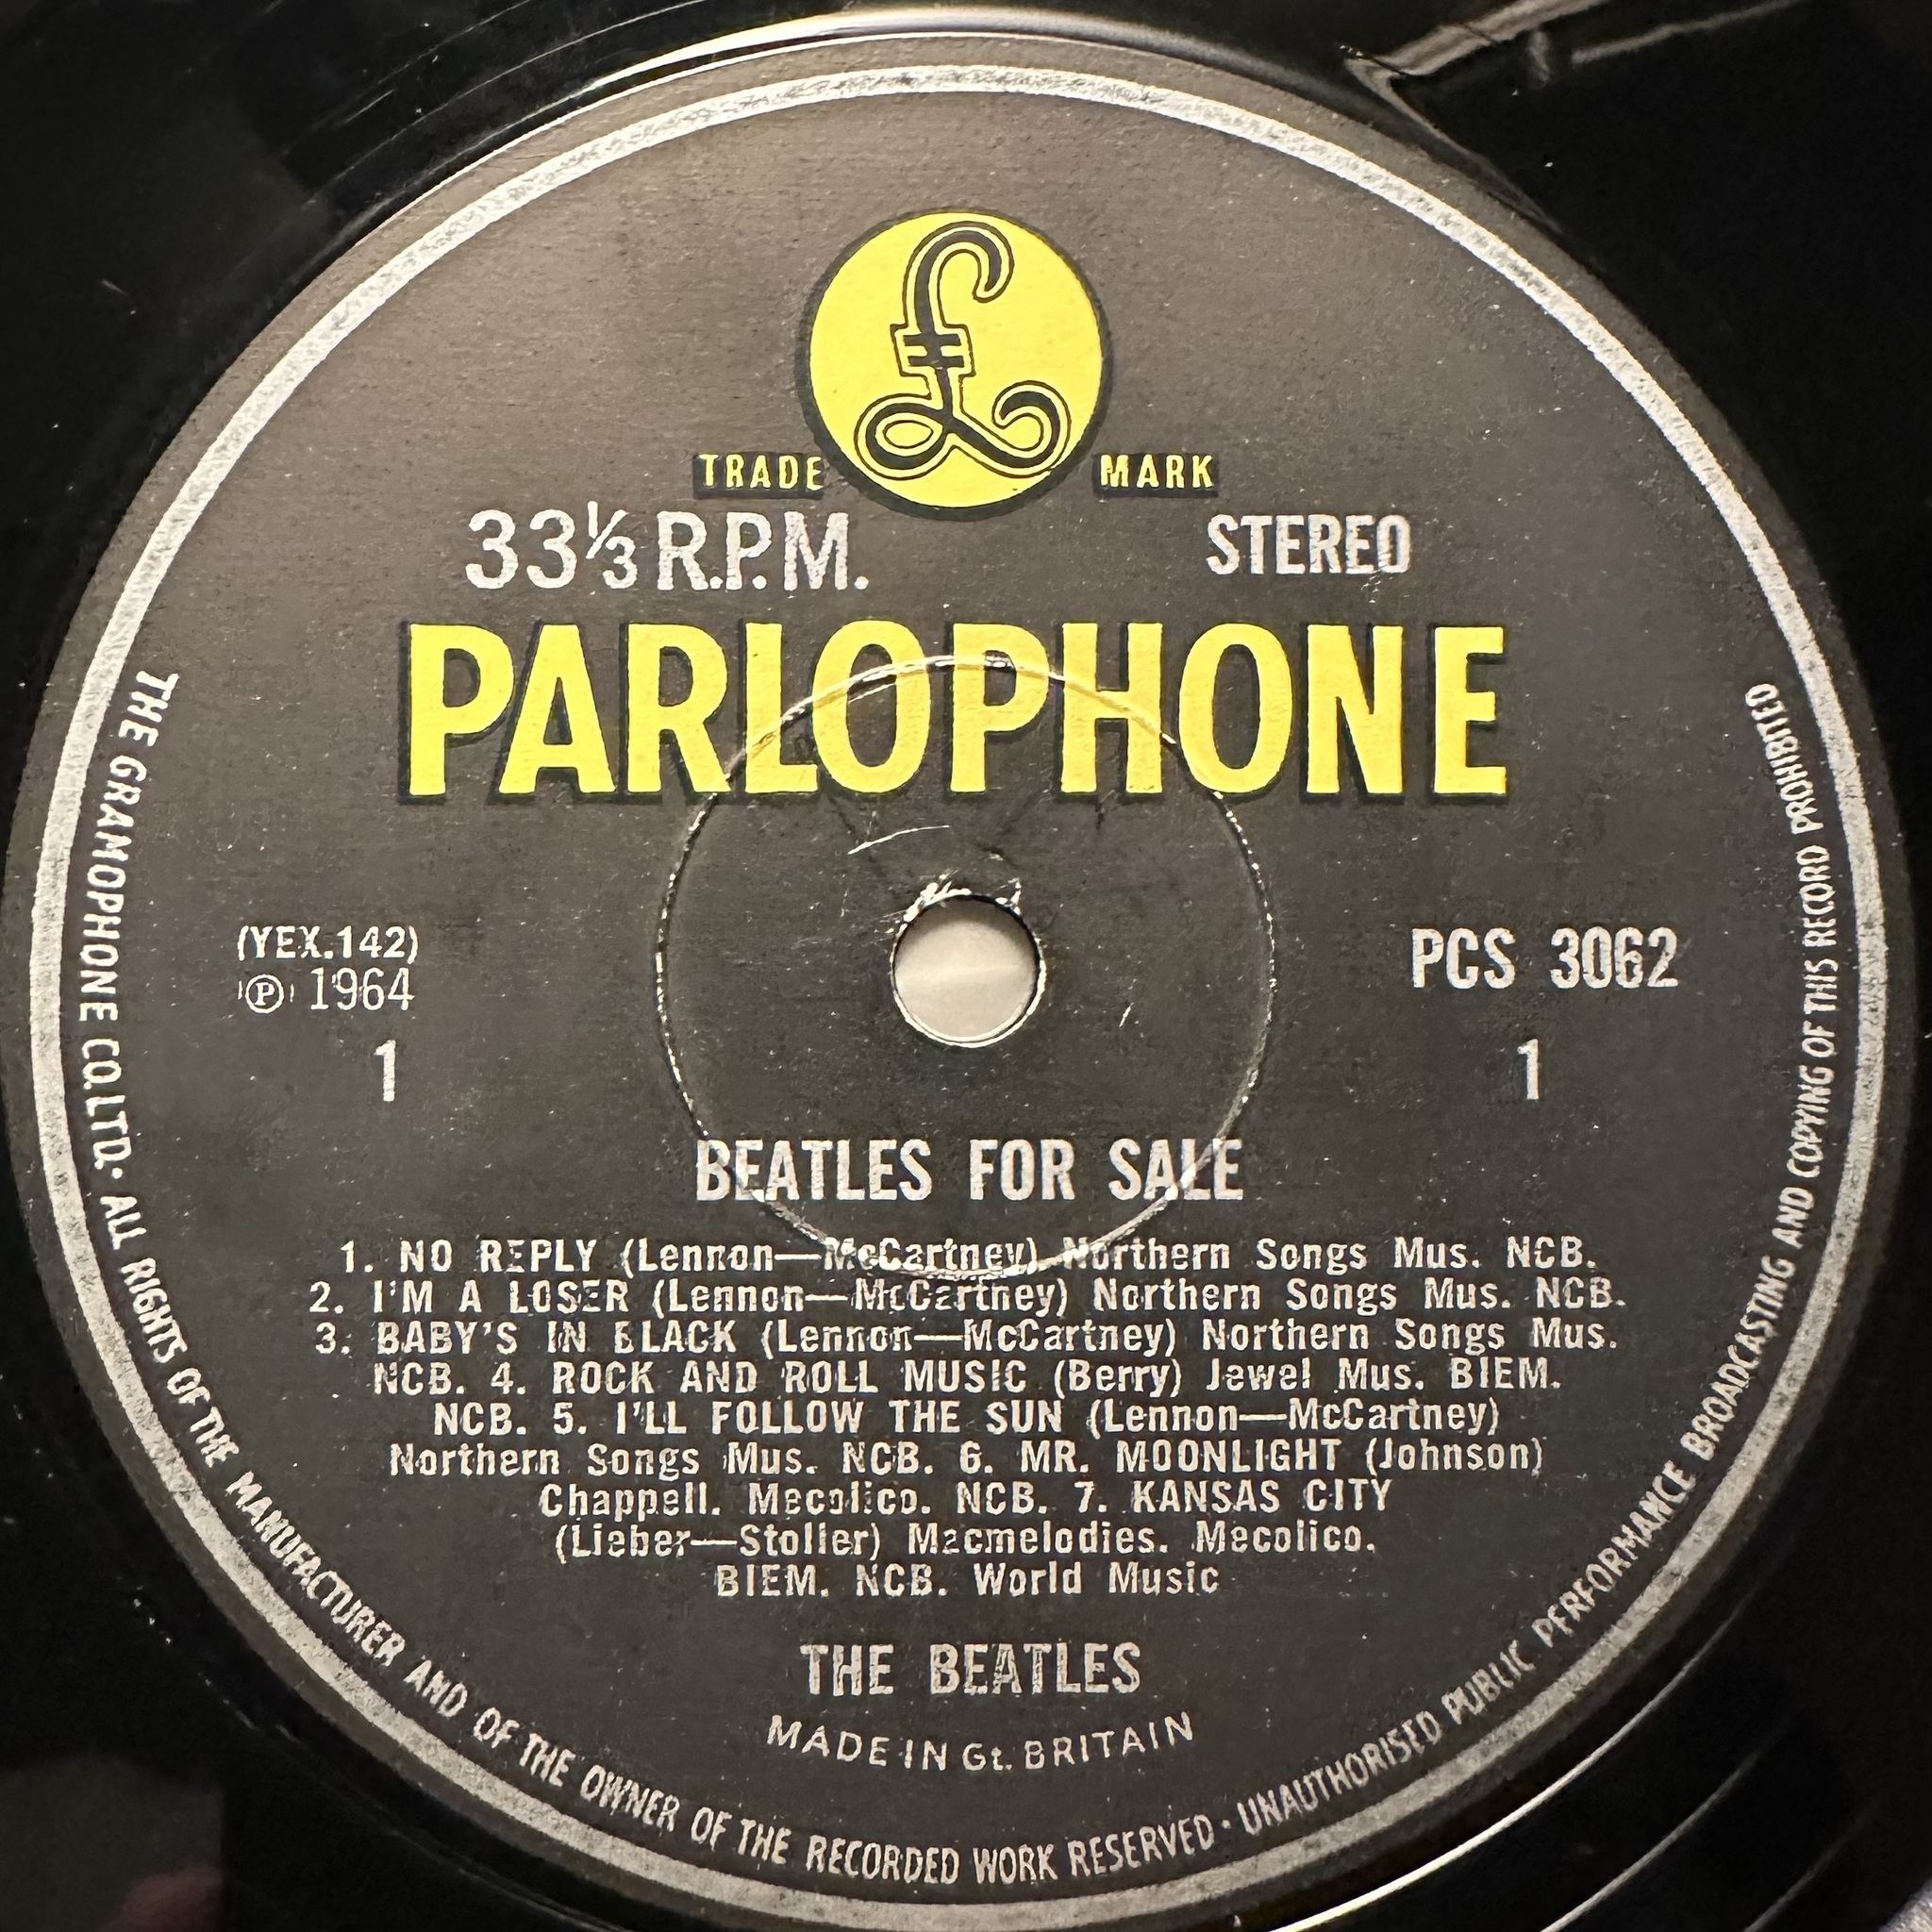 £
TRADE MARK
33⅓ R.P.M. STEREO
PARLOPHONE
(YEX.142)
℗ 1964
1
PCS 3062
1
BEATLES FOR SALE
1. NO REPLY (Lennon—McCartney) Northern Songs Mus. NCB.
2. I'M A LOSER (Lennon—McCartney) Northern Songs Mus. NCB.
3. BABY'S IN BLACK (Lennon—McCartney) Northern Songs Mus.
NCB. 4. ROCK AND ROLL MUSIC (Berry) Jewel Mus. BIEM.
NCB. 5. I'LL FOLLOW THE SUN (Lennon—McCartney)
Northern Songs Mus. NCB. 6. MR. MOONLIGHT (Johnson)
Chappell. Mecolico. NCB. 7. KANSAS CITY
(Lieber—Stoller) Macmelodies. Mecolico.
BIEM. NCB. World Music
THE BEATLES
MADE IN Gt. BRITAIN
THE GRAMOPHONE CO.LTD. · ALL RIGHTS OF THE MANUFACTURER AND OF THE OWNER OF THE RECORDED WORK RESERVED · UNAUTHORISED PUBLIC PERFORMANCE BROADCASTING AND COPYING OF THIS RECORD PROHIBITED